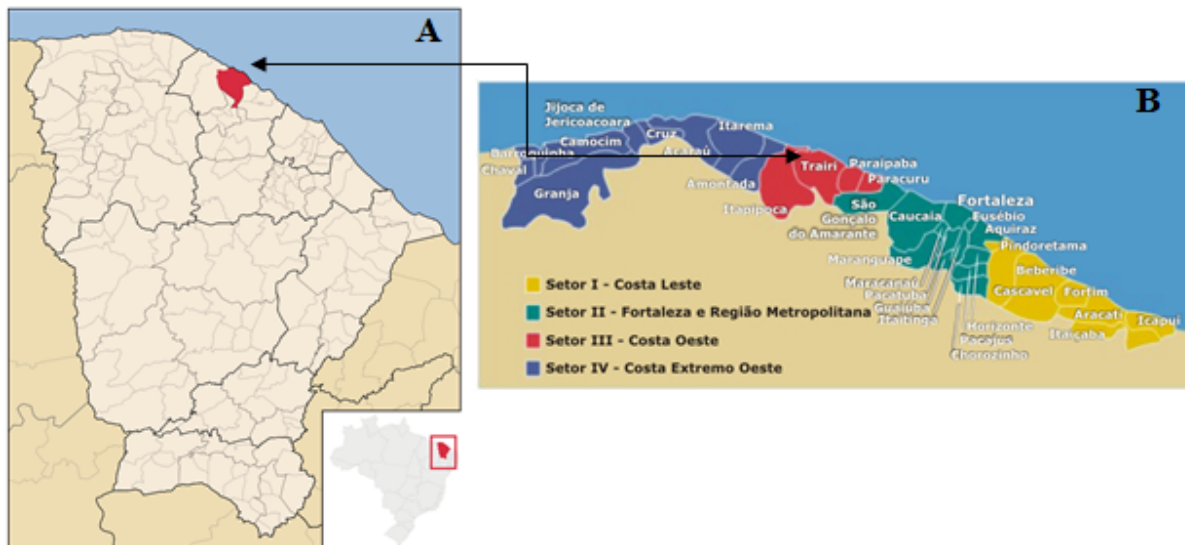 A
B
Jijoca de
Jericoacoara
Cruz
Itarema
Camocim
Acaraú
Barroquinha
Chaval
Granja
Amontada
Itapipoca
Trairi
Paraipaba
Paracuru
São
Gonçalo
do Amarante
Caucaia
Fortaleza
Eusébio
Aquiraz
Pindoretama
Maranguape
Maracanaú
Pacatuba
Guaiuba
Itaitinga
Beberibe
Cascavel
Fortim
Aracati
Icapuí
Itaiçaba
Horizonte
Pacajus
Chorozinho
Setor I - Costa Leste
Setor II - Fortaleza e Região Metropolitana
Setor III - Costa Oeste
Setor IV - Costa Extremo Oeste